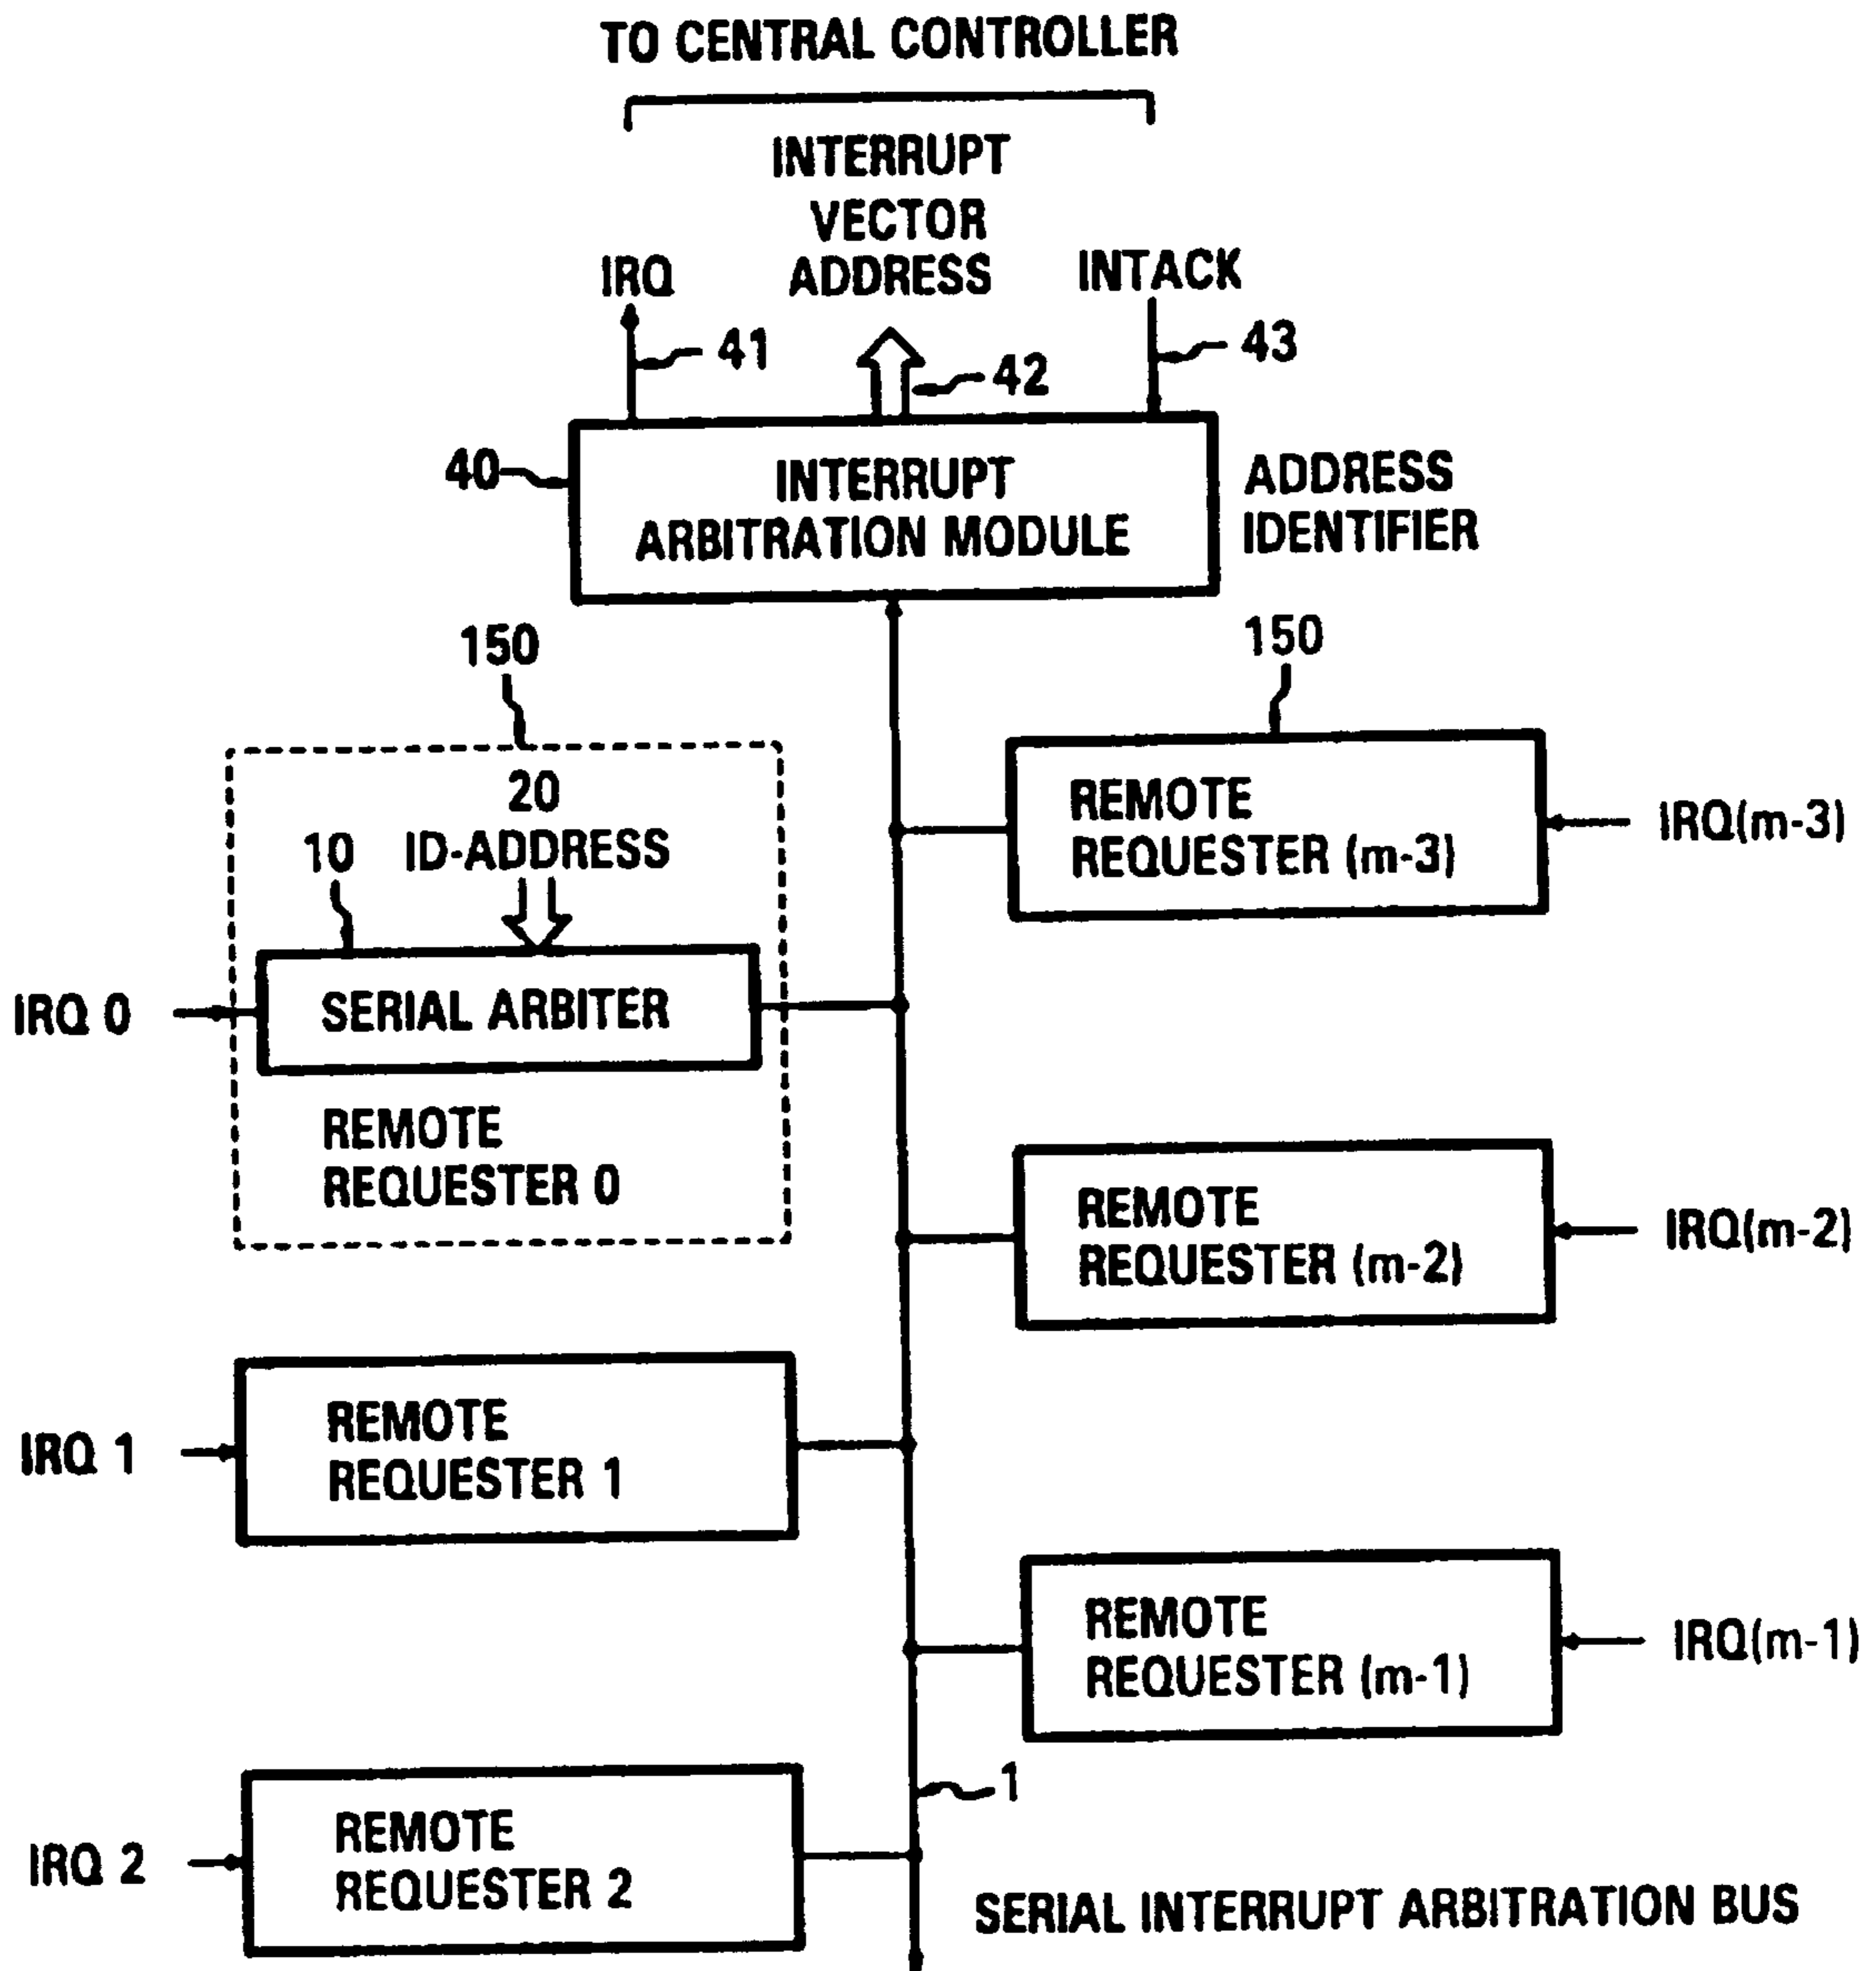 TO CENTRAL CONTROLLER
INTERRUPT
VECTOR
ADDRESS
IRQ
INTACK
41
42
43
40
INTERRUPT
ARBITRATION MODULE
ADDRESS
IDENTIFIER
150
150
20
10
ID-ADDRESS
REMOTE
REQUESTER (m-3)
IRQ(m-3)
IRQ 0
SERIAL ARBITER
REMOTE
REQUESTER 0
REMOTE
REQUESTER (m-2)
IRQ(m-2)
IRQ 1
REMOTE
REQUESTER 1
REMOTE
REQUESTER (m-1)
IRQ(m-1)
1
IRQ 2
REMOTE
REQUESTER 2
SERIAL INTERRUPT ARBITRATION BUS